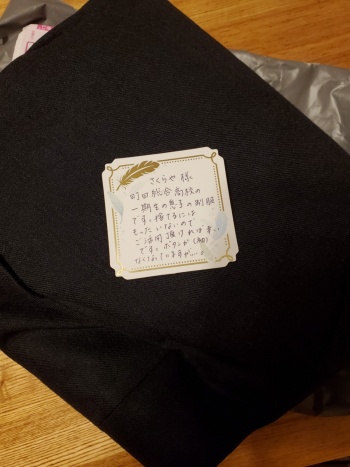 さくらや 様
町田総合高校の
一期生の息子の制服
です。捨てるには
もったいないので
ご活用頂ければ幸い
です。ボタンが
なくなっていますが…。